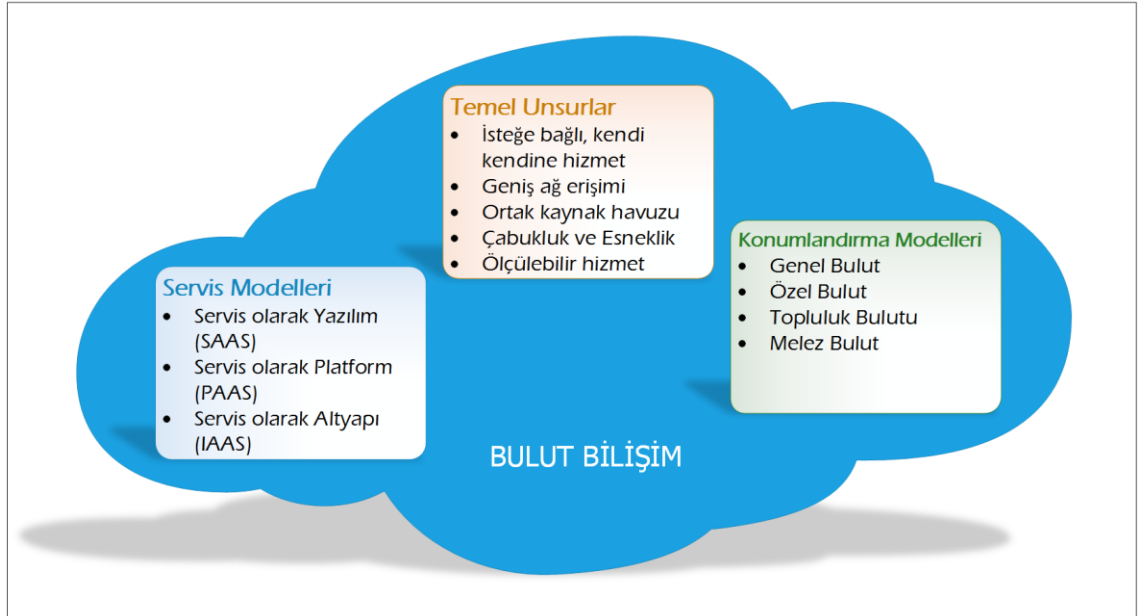 Temel Unsurlar
• İsteğe bağlı, kendi
kendine hizmet
• Geniş ağ erişimi
• Ortak kaynak havuzu
• Çabukluk ve Esneklik
• Ölçülebilir hizmet
Servis Modelleri
• Servis olarak Yazılım
(SAAS)
• Servis olarak Platform
(PAAS)
• Servis olarak Altyapı
(IAAS)
Konumlandırma Modelleri
• Genel Bulut
• Özel Bulut
• Topluluk Bulutu
• Melez Bulut
BULUT BİLİŞİM